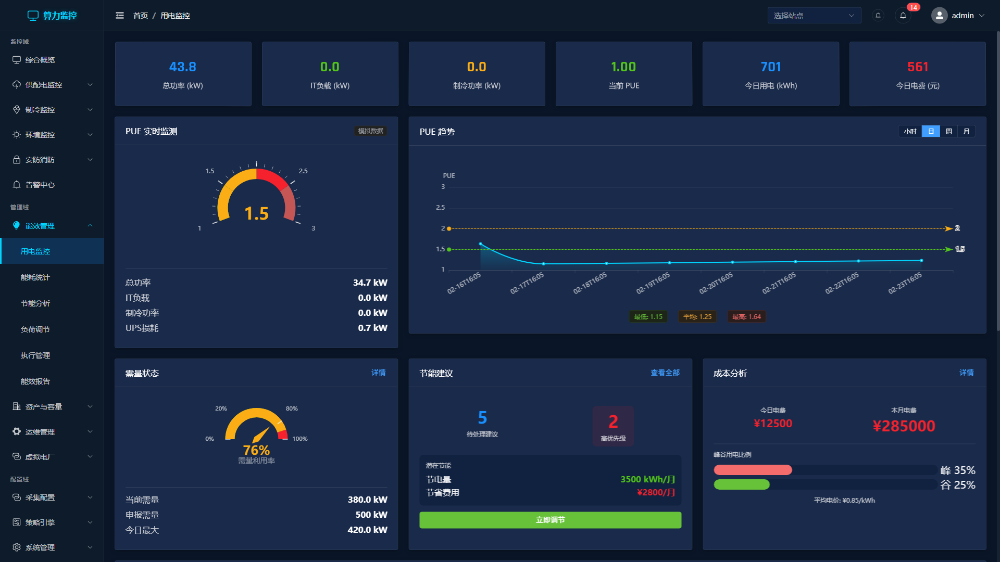 算力监控
首页 / 用电监控
选择站点
14
admin
监控域
综合概览
供配电监控
制冷监控
环境监控
安防消防
告警中心
管理域
能效管理
用电监控
能耗统计
节能分析
负荷调节
执行管理
能效报告
资产与容量
运维管理
虚拟电厂
配置域
采集配置
策略引擎
系统管理
43.8
总功率 (kW)
0.0
IT负载 (kW)
0.0
制冷功率 (kW)
1.00
当前 PUE
701
今日用电 (kWh)
561
今日电费 (元)
PUE 实时监测
模拟数据
1
1.5
2.5
3
1.5
总功率 34.7 kW
IT负载 0.0 kW
制冷功率 0.0 kW
UPS损耗 0.7 kW
PUE 趋势
小时 日 周 月
PUE
3
2.5
2
2
1.5
1.5
1
02-16T16:05
02-17T16:05
02-18T16:05
02-19T16:05
02-20T16:05
02-21T16:05
02-22T16:05
02-23T16:05
最低: 1.15
平均: 1.25
最高: 1.64
需量状态
详情
0%
20%
80%
100%
76%
需量利用率
当前需量 380.0 kW
申报需量 500 kW
今日最大 420.0 kW
节能建议
查看全部
5
待处理建议
2
高优先级
潜在节能
节电量 3500 kWh/月
节省费用 ¥2800/月
立即调节
成本分析
详情
今日电费
¥12500
本月电费
¥285000
峰谷用电比例
峰 35%
谷 25%
平均电价: ¥0.85/kWh